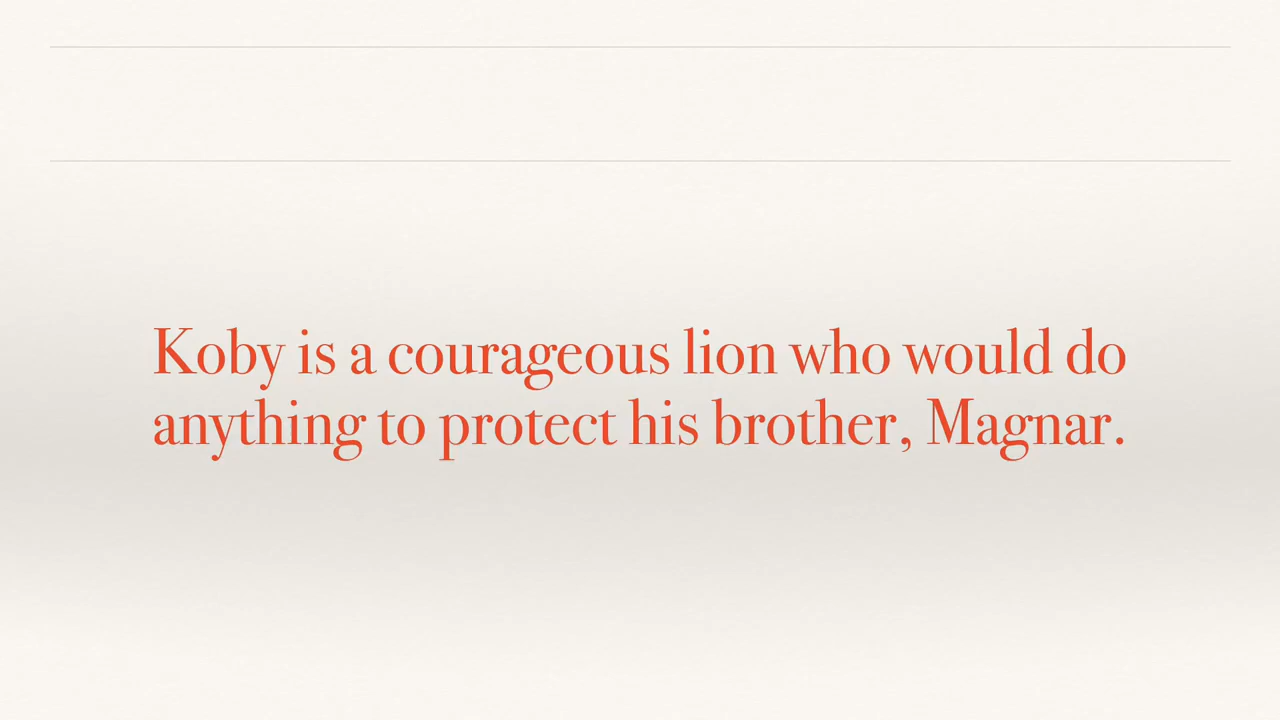 Koby is a courageous lion who would do
anything to protect his brother, Magnar.